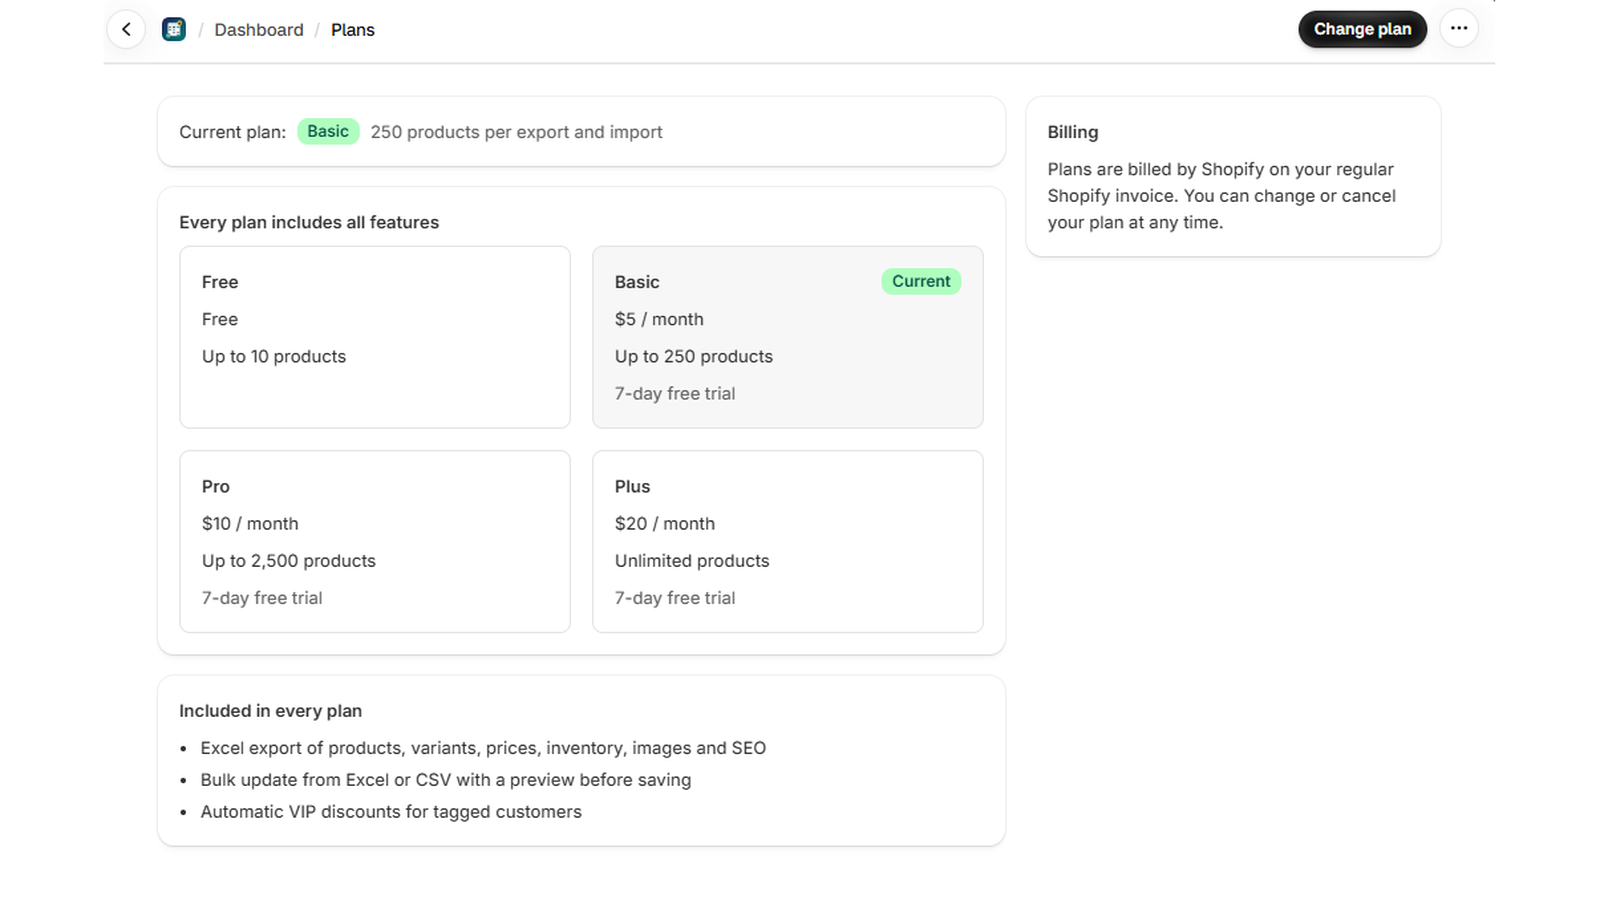 / Dashboard / Plans
Change plan
Current plan: Basic 250 products per export and import
Every plan includes all features
Free
Free
Up to 10 products
Basic Current
$5 / month
Up to 250 products
7-day free trial
Pro
$10 / month
Up to 2,500 products
7-day free trial
Plus
$20 / month
Unlimited products
7-day free trial
Included in every plan
• Excel export of products, variants, prices, inventory, images and SEO
• Bulk update from Excel or CSV with a preview before saving
• Automatic VIP discounts for tagged customers
Billing
Plans are billed by Shopify on your regular
Shopify invoice. You can change or cancel
your plan at any time.